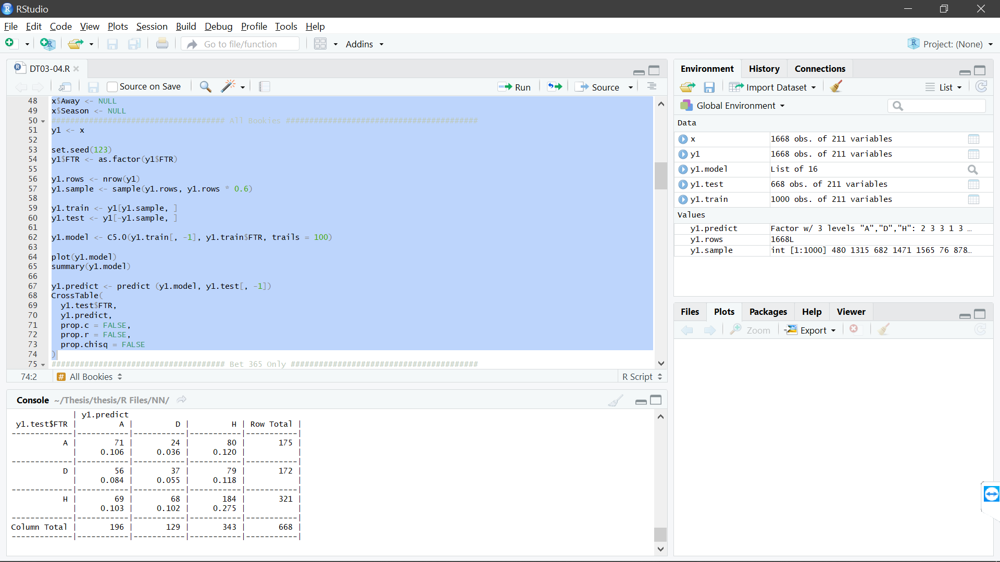 RStudio
File Edit Code View Plots Session Build Debug Profile Tools Help
Go to file/function Addins Project: (None)
DT03-04.R
Source on Save Run Source
48 x$Away <- NULL
49 x$Season <- NULL
50 ##################################### All Bookies #########################################
51 y1 <- x
52
53 set.seed(123)
54 y1$FTR <- as.factor(y1$FTR)
55
56 y1.rows <- nrow(y1)
57 y1.sample <- sample(y1.rows, y1.rows * 0.6)
58
59 y1.train <- y1[y1.sample, ]
60 y1.test <- y1[-y1.sample, ]
61
62 y1.model <- C5.0(y1.train[, -1], y1.train$FTR, trails = 100)
63
64 plot(y1.model)
65 summary(y1.model)
66
67 y1.predict <- predict (y1.model, y1.test[, -1])
68 CrossTable(
69 y1.test$FTR,
70 y1.predict,
71 prop.c = FALSE,
72 prop.r = FALSE,
73 prop.chisq = FALSE
74 )
75 ##################################### Bet 365 Only ########################################
74:2 # All Bookies R Script
Console ~/Thesis/thesis/R Files/NN/
| y1.predict
y1.test$FTR | A | D | H | Row Total |
-------------|-----------|-----------|-----------|-----------|
A | 71 | 24 | 80 | 175 |
| 0.106 | 0.036 | 0.120 | |
-------------|-----------|-----------|-----------|-----------|
D | 56 | 37 | 79 | 172 |
| 0.084 | 0.055 | 0.118 | |
-------------|-----------|-----------|-----------|-----------|
H | 69 | 68 | 184 | 321 |
| 0.103 | 0.102 | 0.275 | |
-------------|-----------|-----------|-----------|-----------|
Column Total | 196 | 129 | 343 | 668 |
-------------|-----------|-----------|-----------|-----------|
Environment History Connections
Import Dataset List
Global Environment
Data
x 1668 obs. of 211 variables
y1 1668 obs. of 211 variables
y1.model List of 16
y1.test 668 obs. of 211 variables
y1.train 1000 obs. of 211 variables
Values
y1.predict Factor w/ 3 levels "A","D","H": 2 3 3 1 3 …
y1.rows 1668L
y1.sample int [1:1000] 480 1315 682 1471 1565 76 878…
Files Plots Packages Help Viewer
Zoom Export